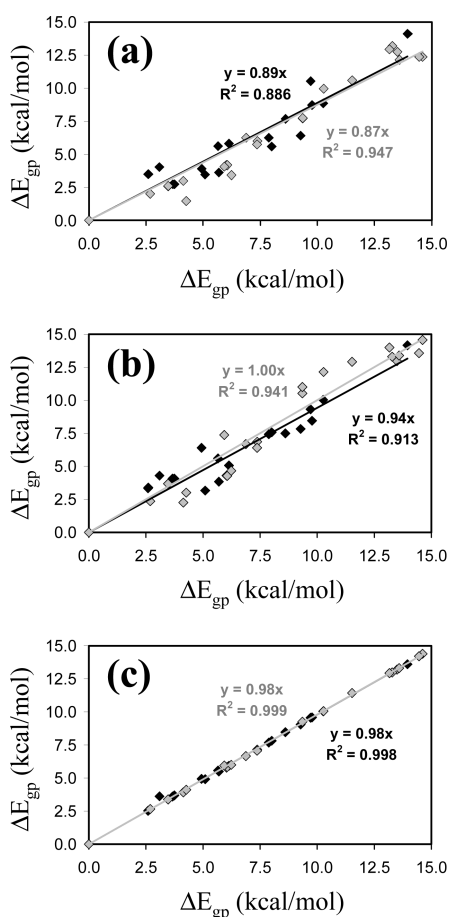 (a)
15.0
12.5
10.0
7.5
5.0
2.5
0.0
ΔE_gp (kcal/mol)
y = 0.89x
R² = 0.886
y = 0.87x
R² = 0.947
0.0 2.5 5.0 7.5 10.0 12.5 15.0
ΔE_gp (kcal/mol)
(b)
15.0
12.5
10.0
7.5
5.0
2.5
0.0
ΔE_gp (kcal/mol)
y = 1.00x
R² = 0.941
y = 0.94x
R² = 0.913
0.0 2.5 5.0 7.5 10.0 12.5 15.0
ΔE_gp (kcal/mol)
(c)
15.0
12.5
10.0
7.5
5.0
2.5
0.0
ΔE_gp (kcal/mol)
y = 0.98x
R² = 0.999
y = 0.98x
R² = 0.998
0.0 2.5 5.0 7.5 10.0 12.5 15.0
ΔE_gp (kcal/mol)